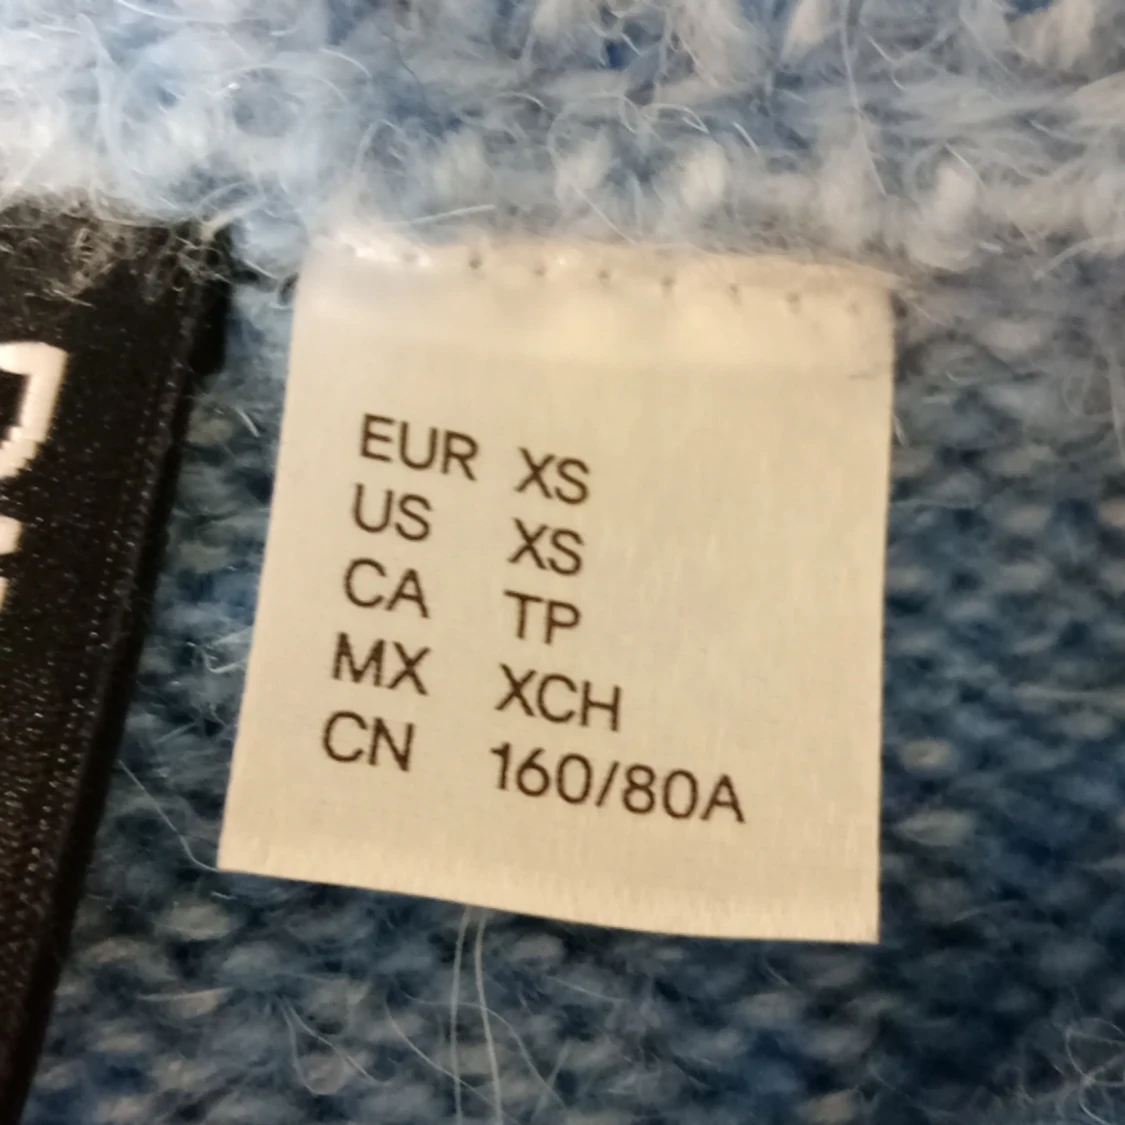 EUR XS
US XS
CA TP
MX XCH
CN 160/80A